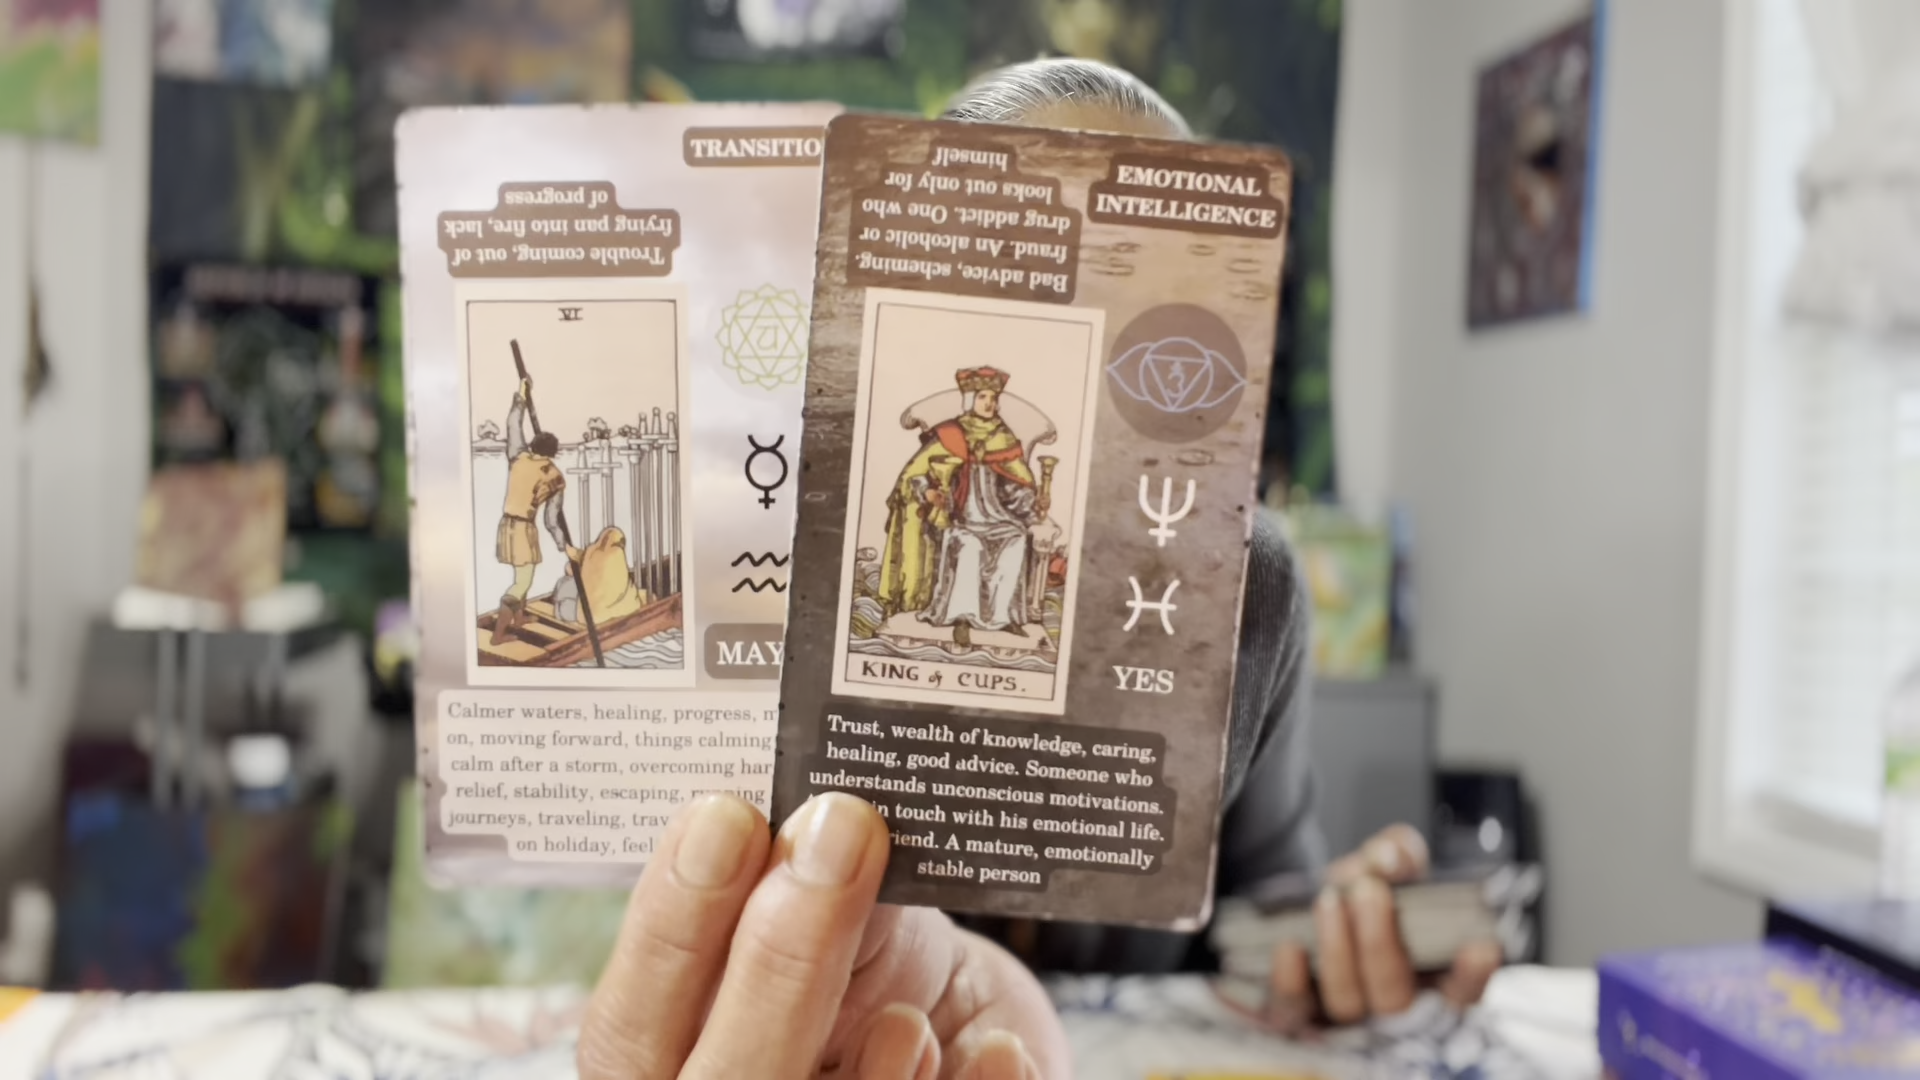 TRANSITIO
Trouble coming, out of
frying pan into fire, lack
of progress
VI
MAY
Calmer waters, healing, progress,
on, moving forward, things calming
calm after a storm, overcoming
relief, stability, escaping,
journeys, traveling,
on holiday,
EMOTIONAL
INTELLIGENCE
Bad advice, scheming.
fraud. An alcoholic or
drug addict. One who
looks out only for
himself
KING of CUPS.
YES
Trust, wealth of knowledge, caring,
healing, good advice. Someone who
understands unconscious motivations.
in touch with his emotional life.
A mature, emotionally
stable person